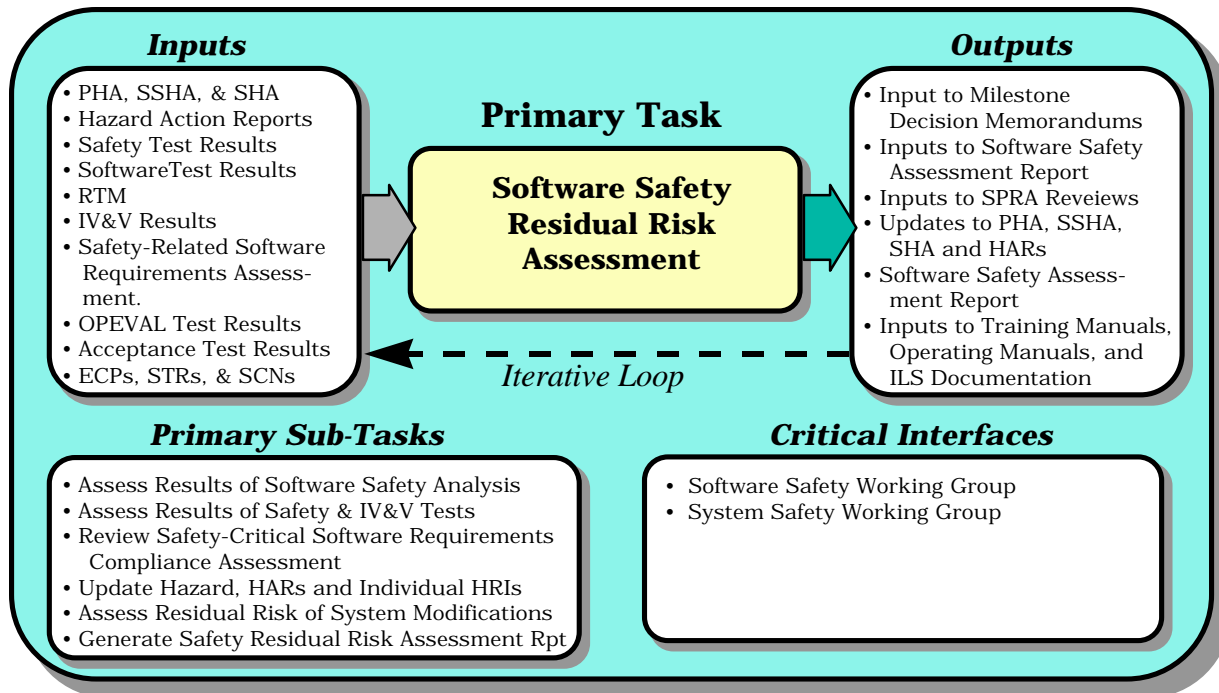 Inputs
• PHA, SSHA, & SHA
• Hazard Action Reports
• Safety Test Results
• SoftwareTest Results
• RTM
• IV&V Results
• Safety-Related Software
Requirements Assess-
ment.
• OPEVAL Test Results
• Acceptance Test Results
• ECPs, STRs, & SCNs
Primary Task
Software Safety
Residual Risk
Assessment
Iterative Loop
Outputs
• Input to Milestone
Decision Memorandums
• Inputs to Software Safety
Assessment Report
• Inputs to SPRA Reveiews
• Updates to PHA, SSHA,
SHA and HARs
• Software Safety Assess-
ment Report
• Inputs to Training Manuals,
Operating Manuals, and
ILS Documentation
Primary Sub-Tasks
• Assess Results of Software Safety Analysis
• Assess Results of Safety & IV&V Tests
• Review Safety-Critical Software Requirements
Compliance Assessment
• Update Hazard, HARs and Individual HRIs
• Assess Residual Risk of System Modifications
• Generate Safety Residual Risk Assessment Rpt
Critical Interfaces
• Software Safety Working Group
• System Safety Working Group